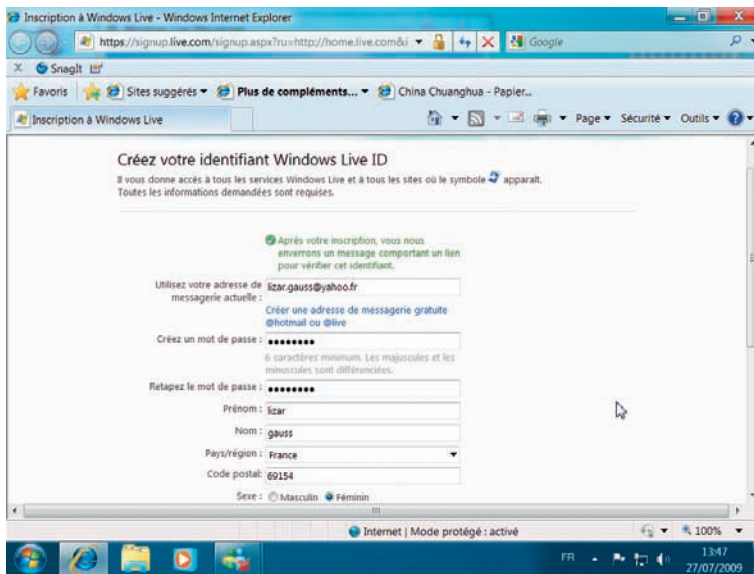 Inscription à Windows Live - Windows Internet Explorer
https://signup.live.com/signup.aspx?ru=http://home.live.com&i
Google
X SnagIt
Favoris Sites suggérés Plus de compléments... China Chuanghua - Papier...
Inscription à Windows Live Page Sécurité Outils
Créez votre identifiant Windows Live ID
Il vous donne accès à tous les services Windows Live et à tous les sites où le symbole apparaît.
Toutes les informations demandées sont requises.
Après votre inscription, vous nous
enverrons un message comportant un lien
pour vérifier cet identifiant.
Utilisez votre adresse de
messagerie actuelle :
lizar.gauss@yahoo.fr
Créer une adresse de messagerie gratuite
@hotmail ou @live
Créez un mot de passe : ●●●●●●●●
6 caractères minimum. Les majuscules et les
minuscules sont différenciées.
Retapez le mot de passe : ●●●●●●●●
Prénom : lizar
Nom : gauss
Pays/région : France
Code postal: 69154
Sexe : Masculin Féminin
Internet | Mode protégé : activé 100%
FR 13:47
27/07/2009